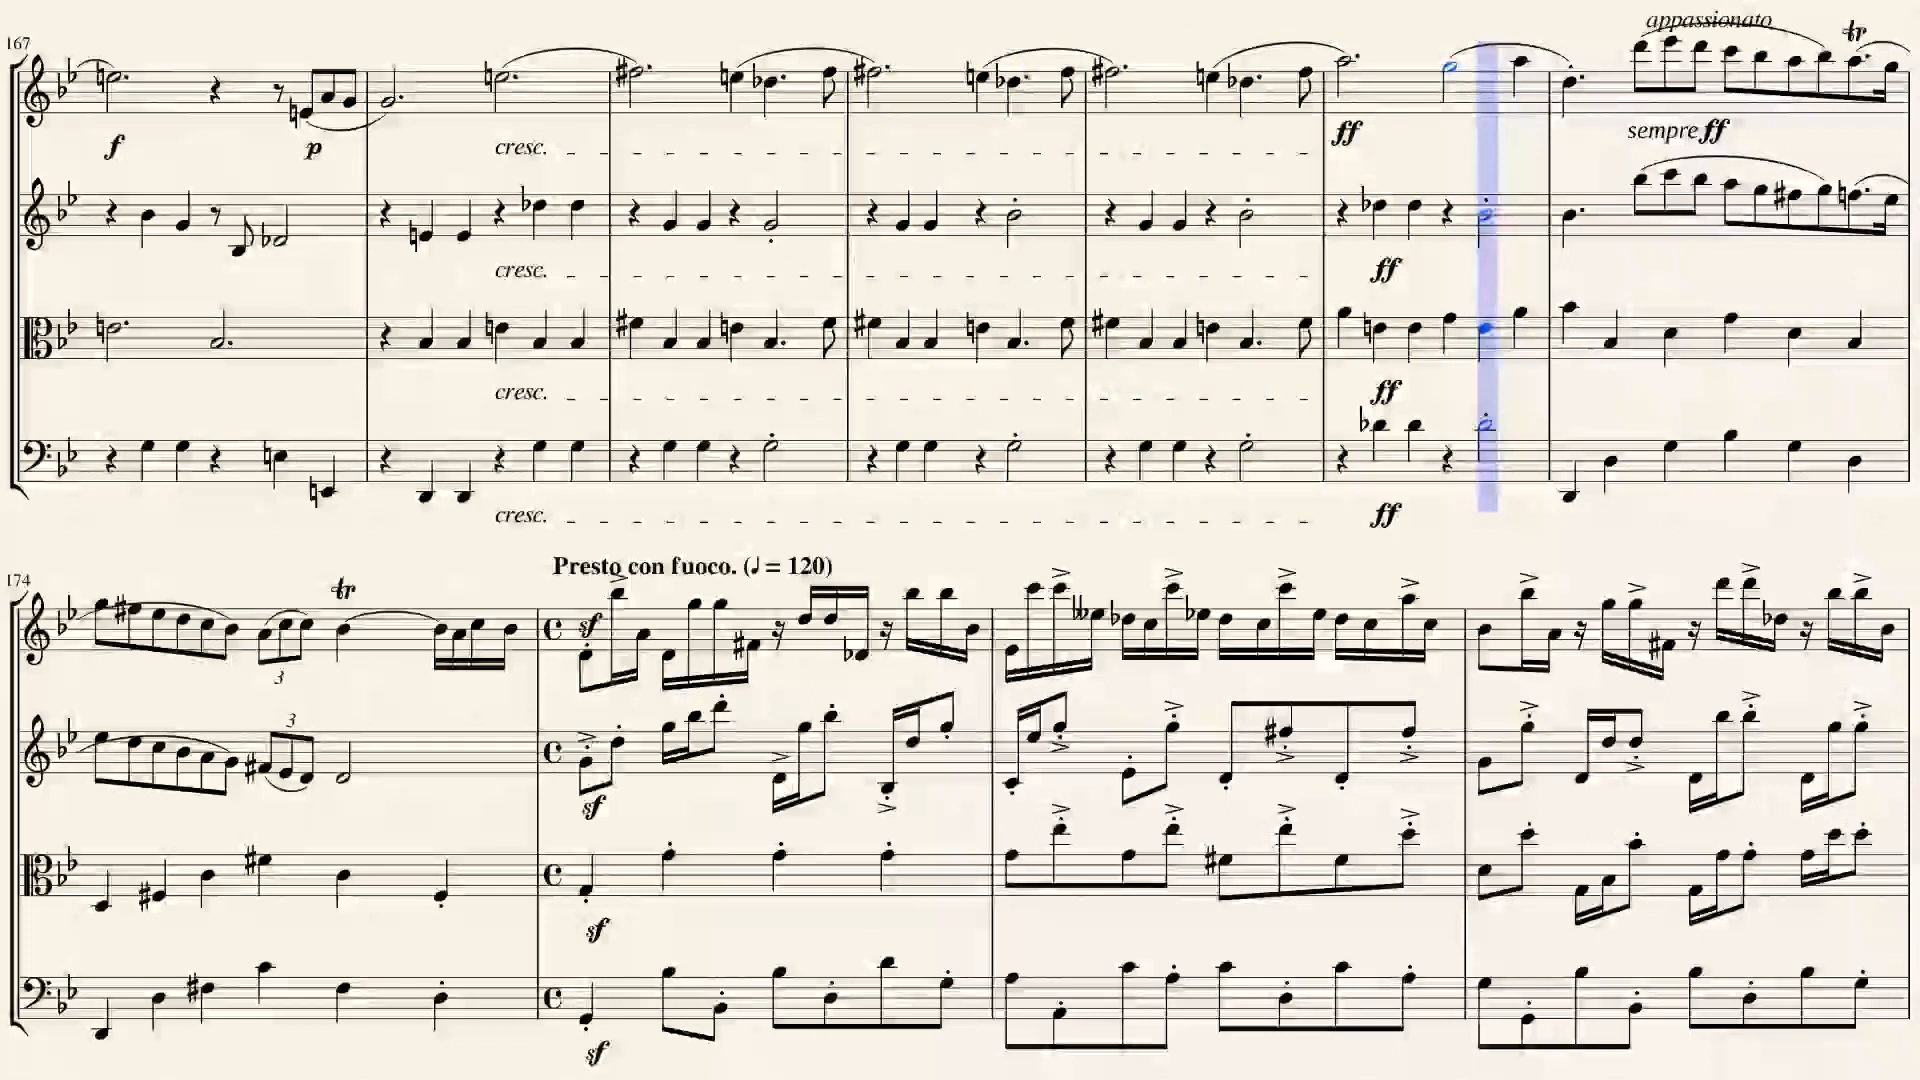 appassionato
167
tr
f
p
cresc.
ff
sempre ff
cresc.
ff
cresc.
ff
cresc.
ff
Presto con fuoco. (♩ = 120)
174
tr
sf
3
3
sf
sf
sf